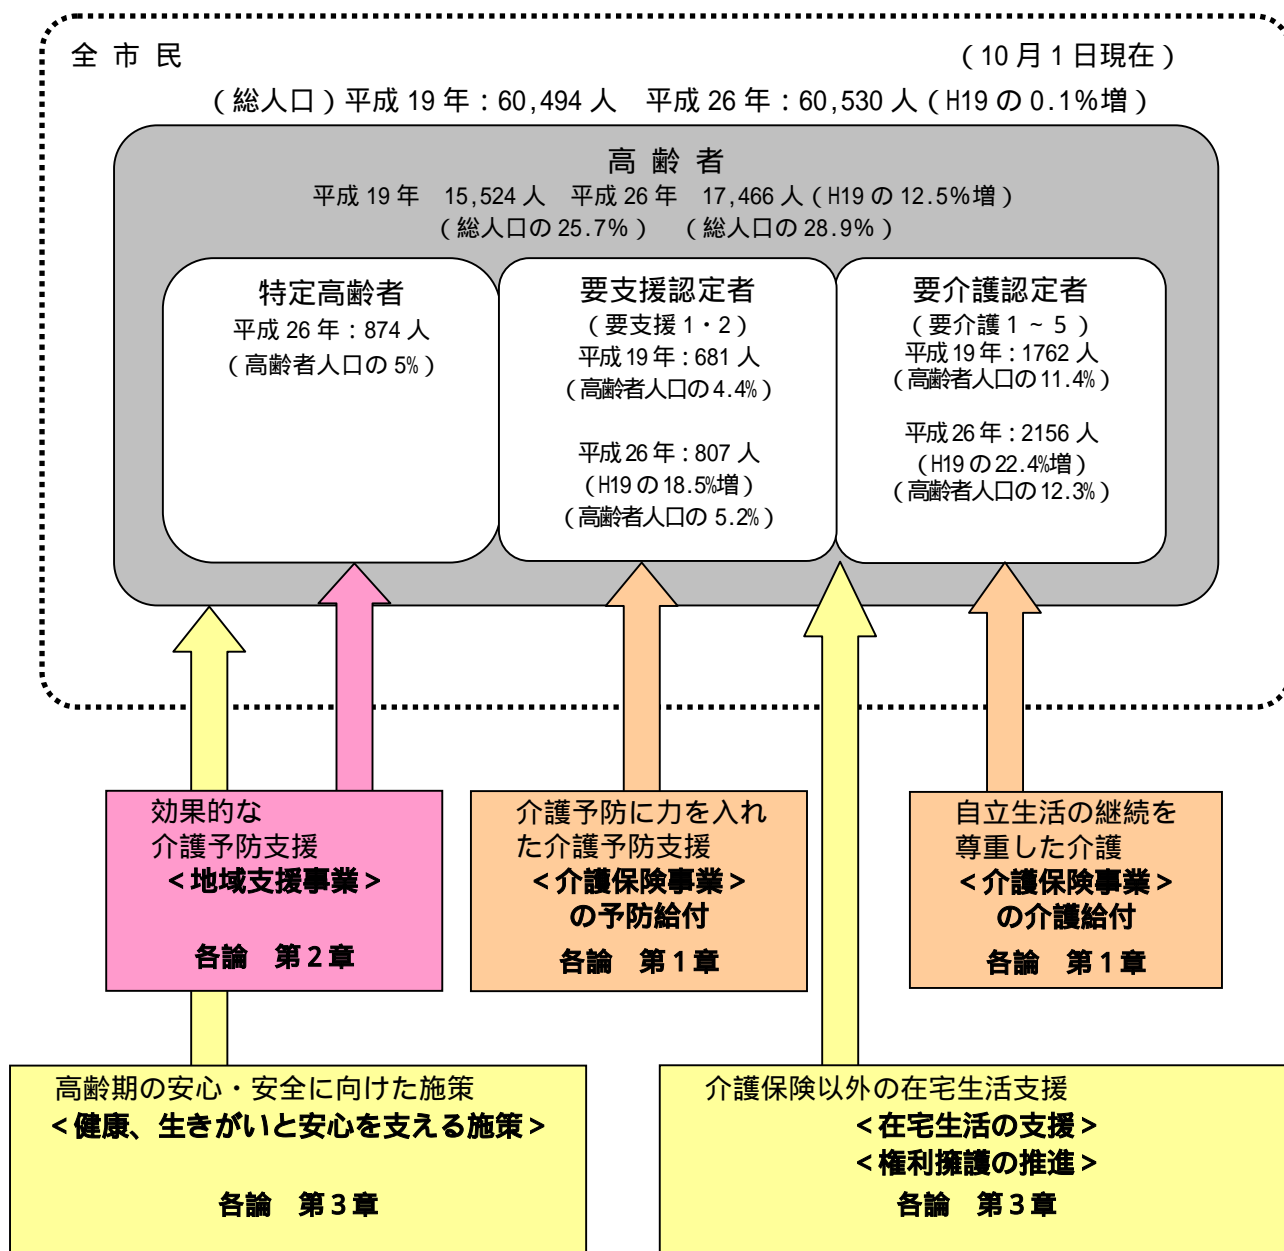 全 市 民　（10月1日現在）
（総人口）平成 19 年：60,494 人　平成 26 年：60,530 人（H19 の 0.1%増）
高 齢 者
平成 19 年　15,524 人　平成 26 年　17,466 人（H19 の 12.5%増）
（総人口の 25.7%）　（総人口の 28.9%）
特定高齢者
平成 26 年：874 人
（高齢者人口の 5%）
要支援認定者
（要支援 1・2）
平成 19 年：681 人
（高齢者人口の 4.4%）
平成 26 年：807 人
（H19 の 18.5%増）
（高齢者人口の 5.2%）
要介護認定者
（要介護 1 ~ 5 ）
平成 19 年：1762 人
（高齢者人口の 11.4%）
平成 26 年：2156 人
（H19 の 22.4%増）
（高齢者人口の 12.3%）
効果的な
介護予防支援
<地域支援事業>
各論　第2章
介護予防に力を入れ
た介護予防支援
<介護保険事業>
の予防給付
各論　第1章
自立生活の継続を
尊重した介護
<介護保険事業>
の介護給付
各論　第1章
高齢期の安心・安全に向けた施策
<健康、生きがいと安心を支える施策>
各論　第3章
介護保険以外の在宅生活支援
<在宅生活の支援>
<権利擁護の推進>
各論　第3章